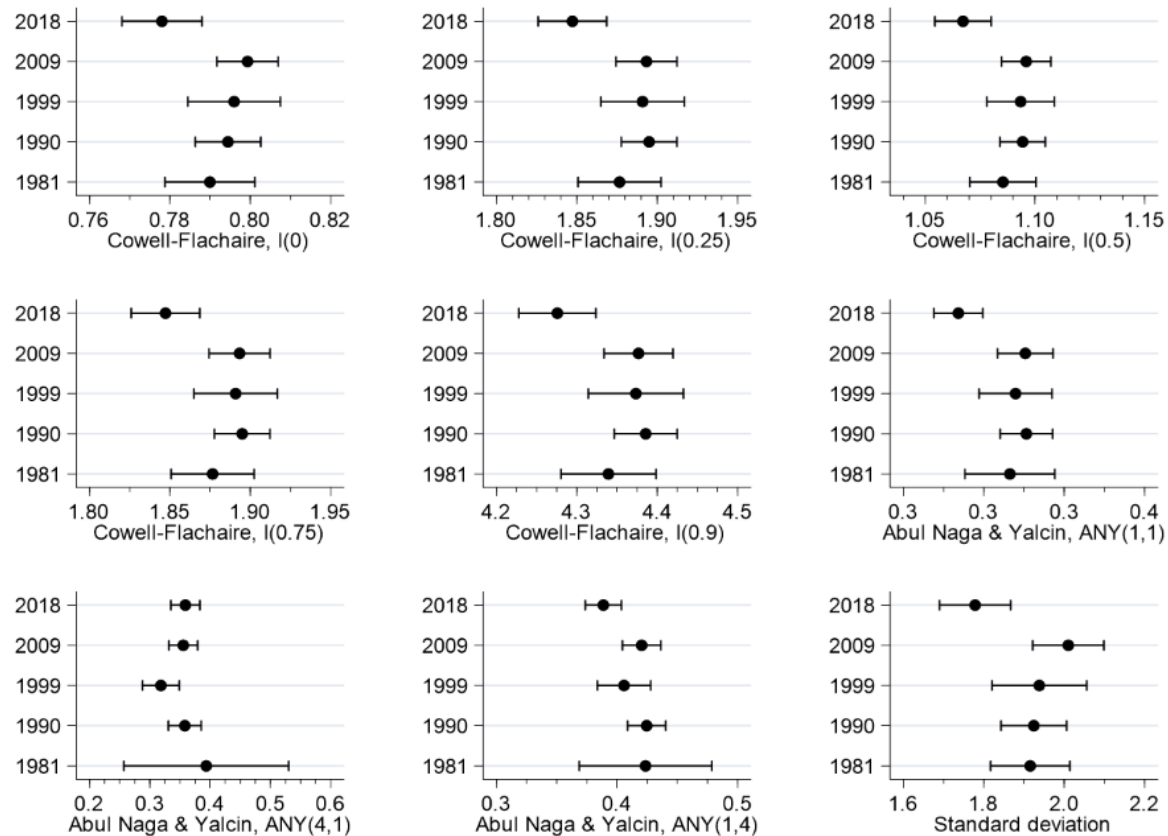 2018
2009
1999
1990
1981
0.76 0.78 0.80 0.82
Cowell-Flachaire, I(0)
2018
2009
1999
1990
1981
1.80 1.85 1.90 1.95
Cowell-Flachaire, I(0.25)
2018
2009
1999
1990
1981
1.05 1.10 1.15
Cowell-Flachaire, I(0.5)
2018
2009
1999
1990
1981
1.80 1.85 1.90 1.95
Cowell-Flachaire, I(0.75)
2018
2009
1999
1990
1981
4.2 4.3 4.4 4.5
Cowell-Flachaire, I(0.9)
2018
2009
1999
1990
1981
0.3 0.3 0.3 0.4
Abul Naga & Yalcin, ANY(1,1)
2018
2009
1999
1990
1981
0.2 0.3 0.4 0.5 0.6
Abul Naga & Yalcin, ANY(4,1)
2018
2009
1999
1990
1981
0.3 0.4 0.5
Abul Naga & Yalcin, ANY(1,4)
2018
2009
1999
1990
1981
1.6 1.8 2.0 2.2
Standard deviation